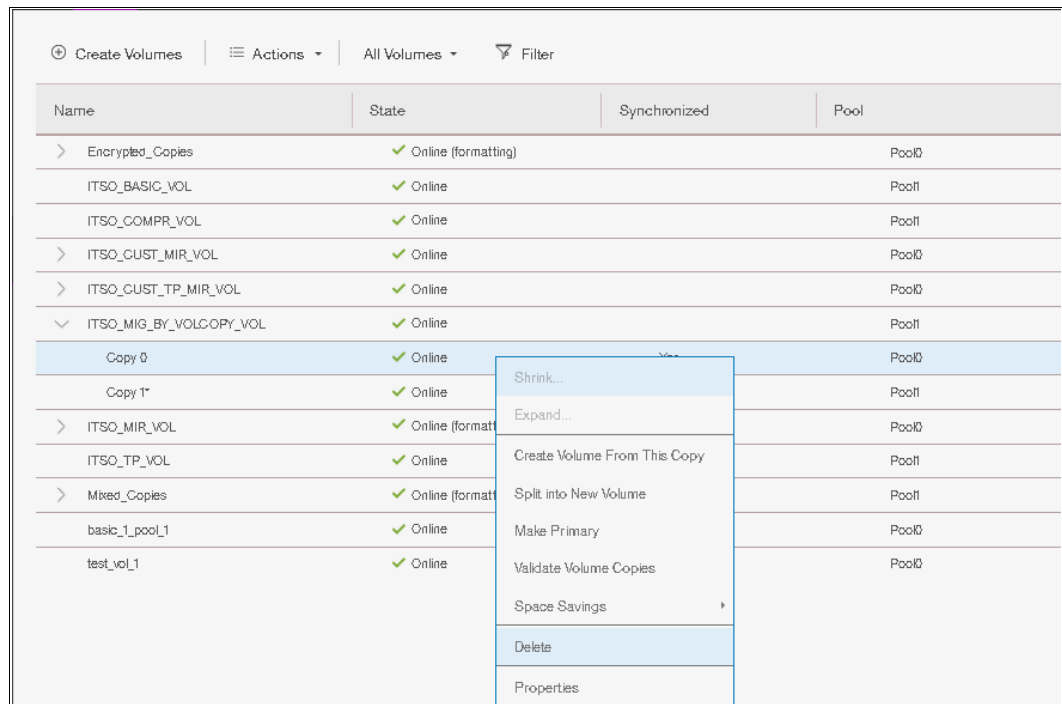 Create Volumes Actions All Volumes Filter
Name State Synchronized Pool
Encrypted_Copies Online (formatting) Pool0
ITSO_BASIC_VOL Online Pool1
ITSO_COMPR_VOL Online Pool1
ITSO_CUST_MIR_VOL Online Pool0
ITSO_CUST_TP_MIR_VOL Online Pool0
ITSO_MIG_BY_VOLCOPY_VOL Online Pool1
Copy 0 Online Yes Pool0
Shrink...
Copy 1* Online Pool1
Expand...
ITSO_MIR_VOL Online (formatt Pool0
Create Volume From This Copy
ITSO_TP_VOL Online Pool1
Mixed_Copies Online (formatt Pool1
Split into New Volume
basic_1_pool_1 Online Pool0
Make Primary
test_vol_1 Online Pool0
Validate Volume Copies
Space Savings
Delete
Properties